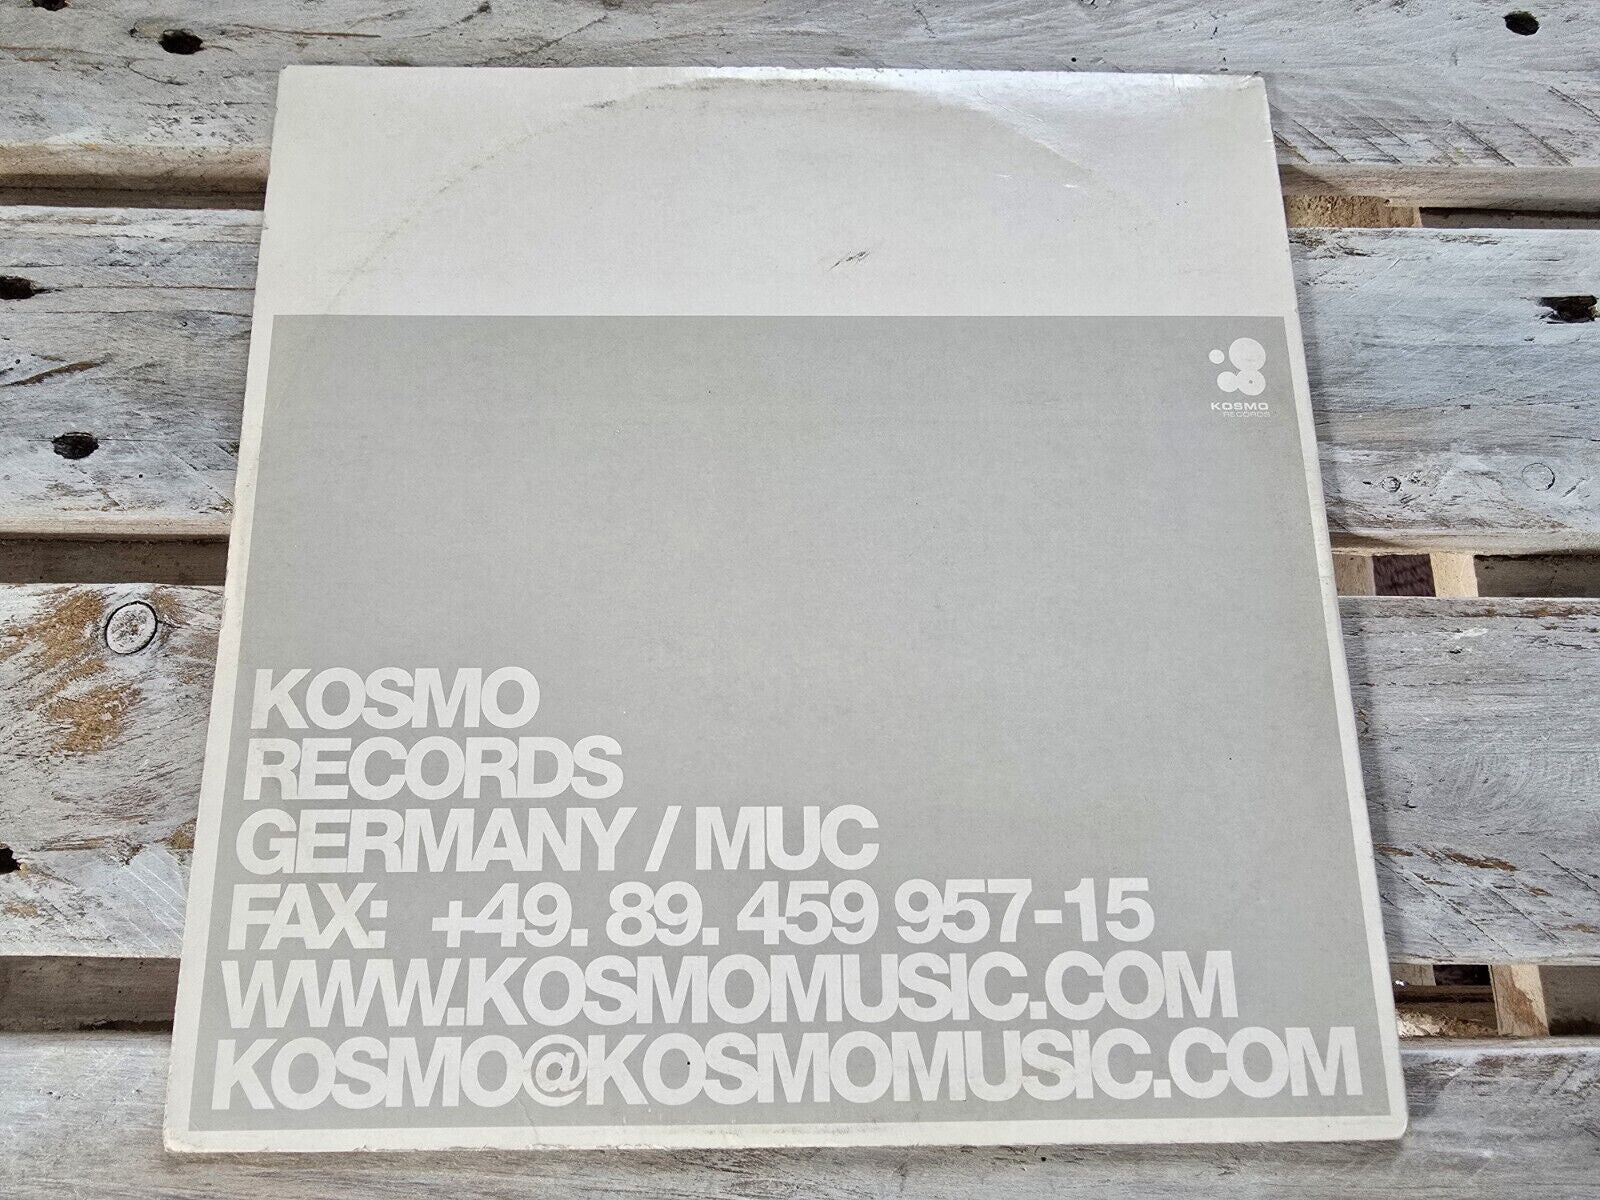 KOSMO
RECORDS
KOSMO
RECORDS
GERMANY / MUC
FAX: +49. 89. 459 957-15
WWW.KOSMOMUSIC.COM
KOSMO@KOSMOMUSIC.COM